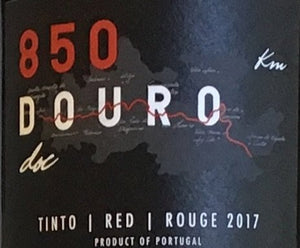 850
Km
DOURO
doc
TINTO | RED | ROUGE 2017
PRODUCT OF PORTUGAL